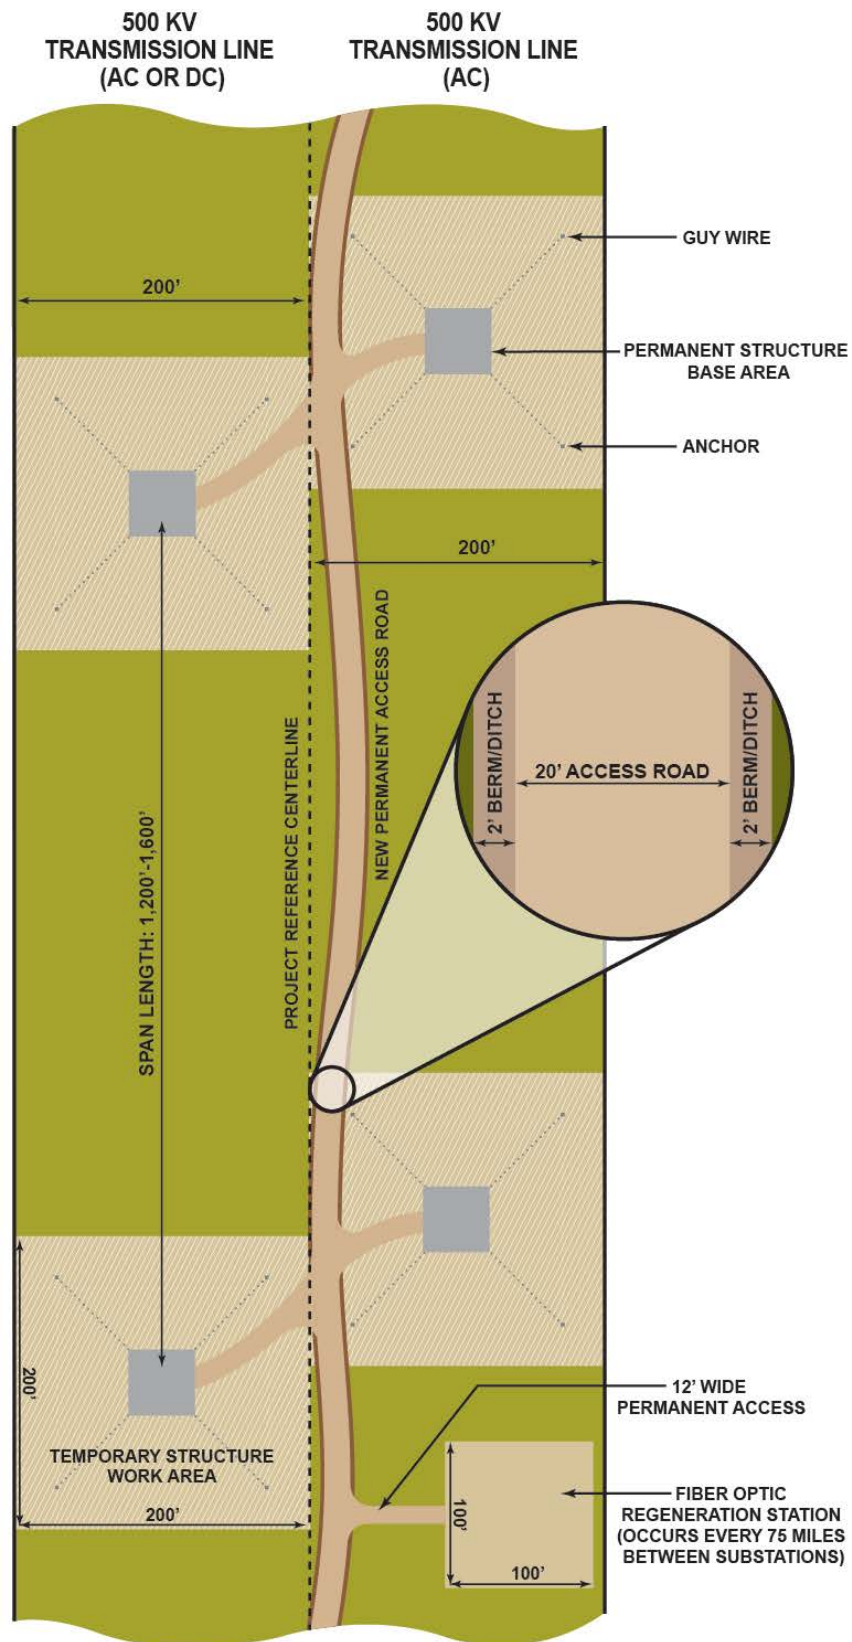 500 KV
TRANSMISSION LINE
(AC OR DC)
500 KV
TRANSMISSION LINE
(AC)
GUY WIRE
200’
PERMANENT STRUCTURE
BASE AREA
ANCHOR
200’
NEW PERMANENT ACCESS ROAD
PROJECT REFERENCE CENTERLINE
2’ BERM/DITCH
20’ ACCESS ROAD
2’ BERM/DITCH
SPAN LENGTH: 1,200’-1,600’
200’
TEMPORARY STRUCTURE
WORK AREA
200’
12’ WIDE
PERMANENT ACCESS
FIBER OPTIC
REGENERATION STATION
(OCCURS EVERY 75 MILES
BETWEEN SUBSTATIONS)
100’
100’